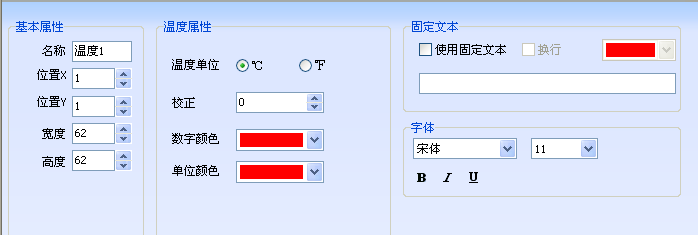 基本属性
名称 温度1
位置X 1
位置Y 1
宽度 62
高度 62
温度属性
温度单位 ℃ ℉
校正 0
数字颜色
单位颜色
固定文本
使用固定文本 换行
字体
宋体 11
B I U